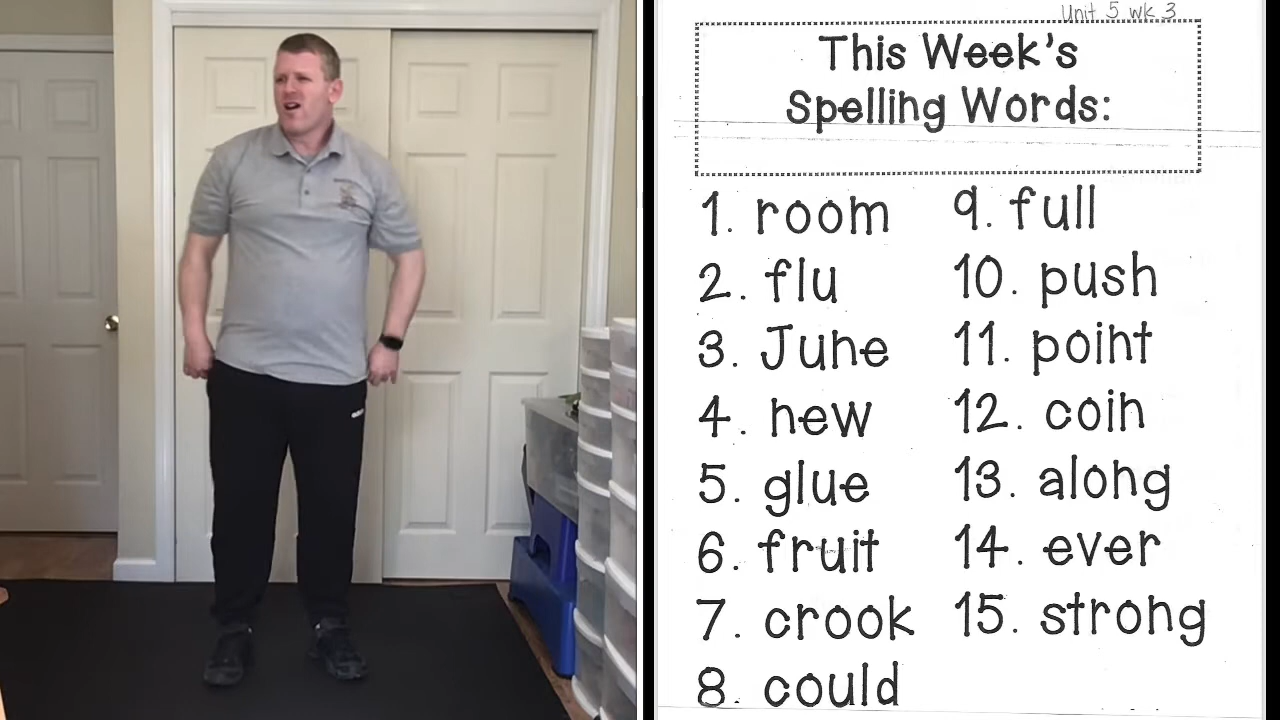 Unit 5 wk 3
This Week's
Spelling Words:
1. room
2. flu
3. June
4. new
5. glue
6. fruit
7. crook
8. could
9. full
10. push
11. point
12. coin
13. along
14. ever
15. strong